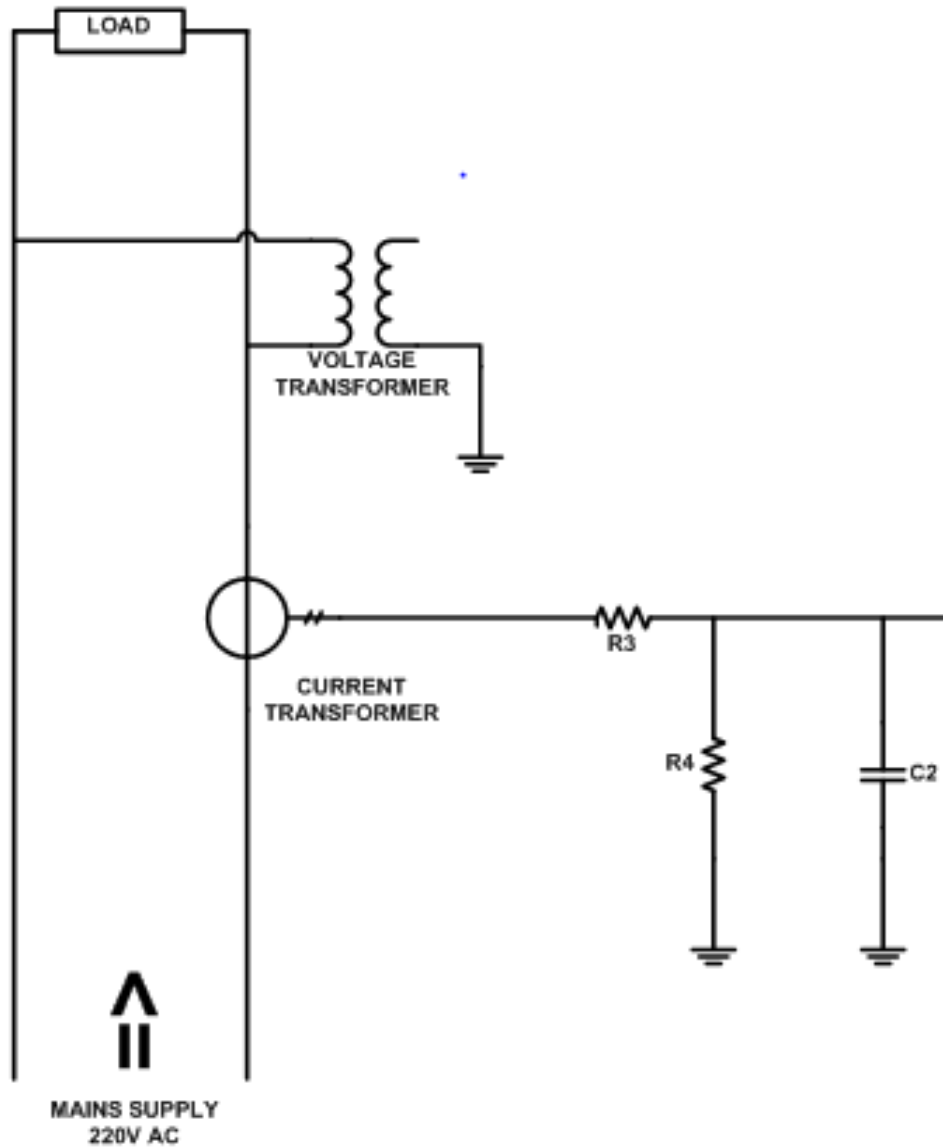 LOAD
VOLTAGE
TRANSFORMER
R3
CURRENT
TRANSFORMER
R4
C2
MAINS SUPPLY
220V AC